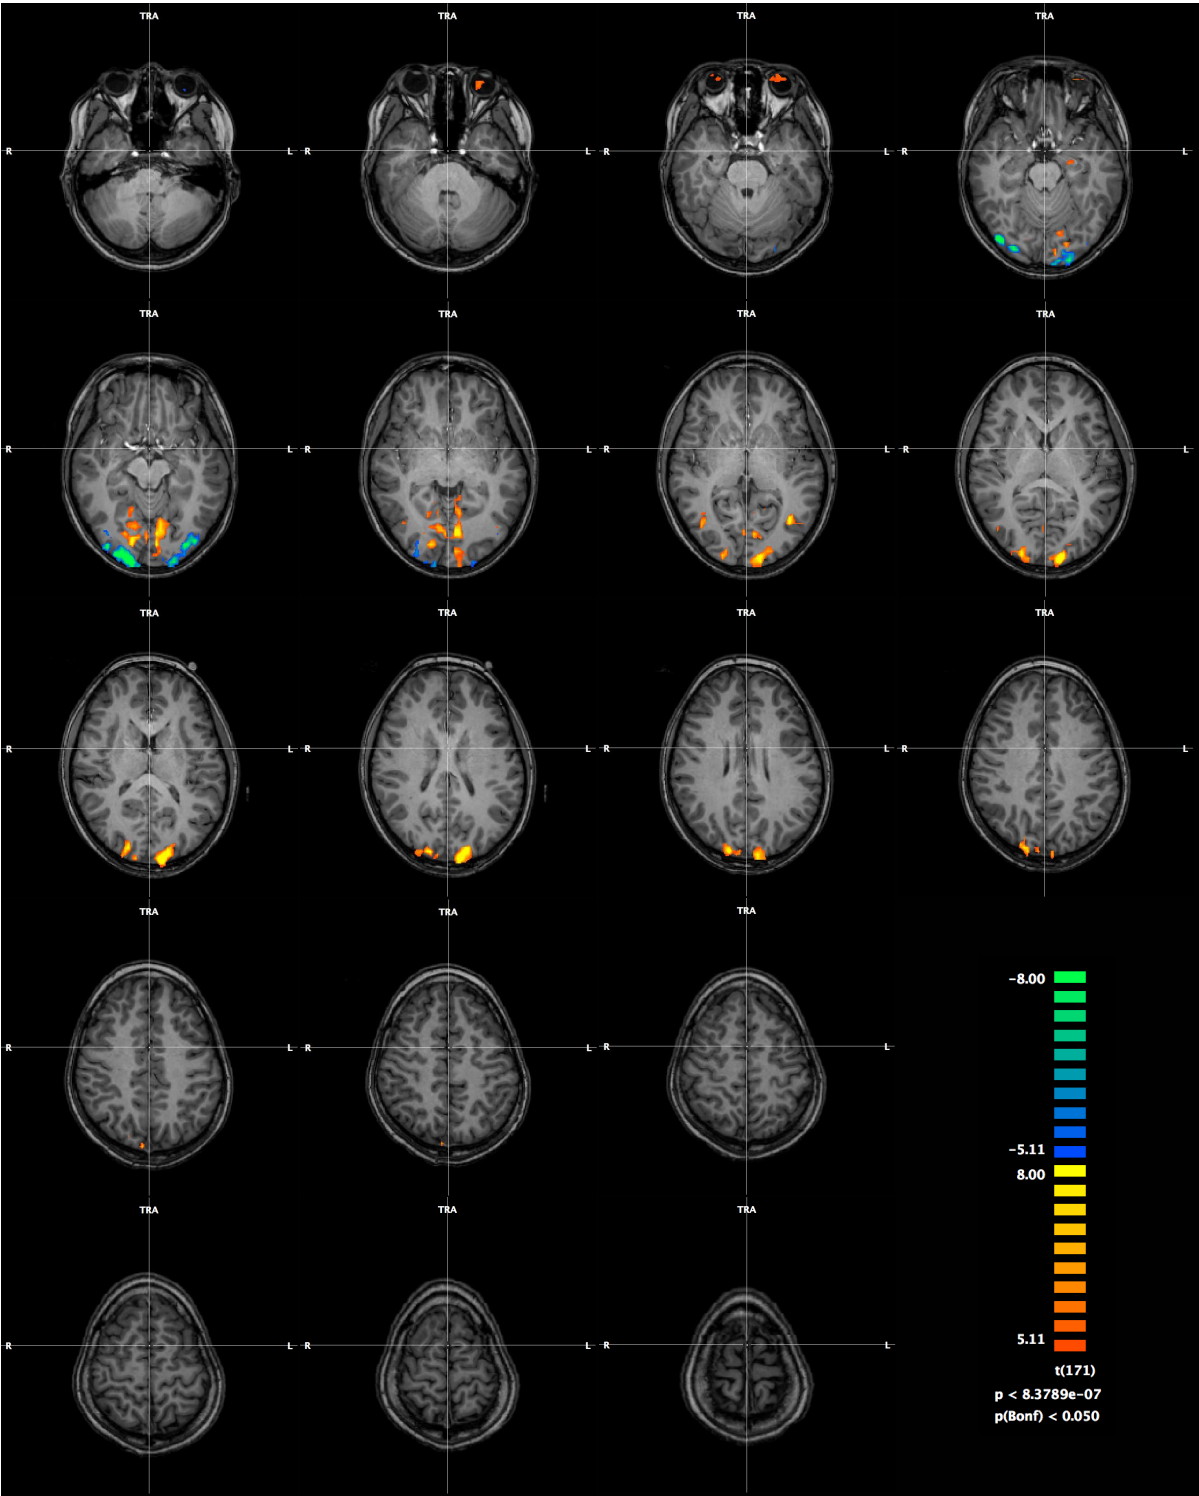 TRA TRA TRA TRA
R L R L R L R L
TRA TRA TRA TRA
R L R L R L R L
TRA TRA TRA TRA
R L R L R L R L
TRA TRA TRA
-8.00
R L R L R L
-5.11
8.00
TRA TRA TRA
5.11
R L R L R L
t(171)
p < 8.3789e-07
p(Bonf) < 0.050